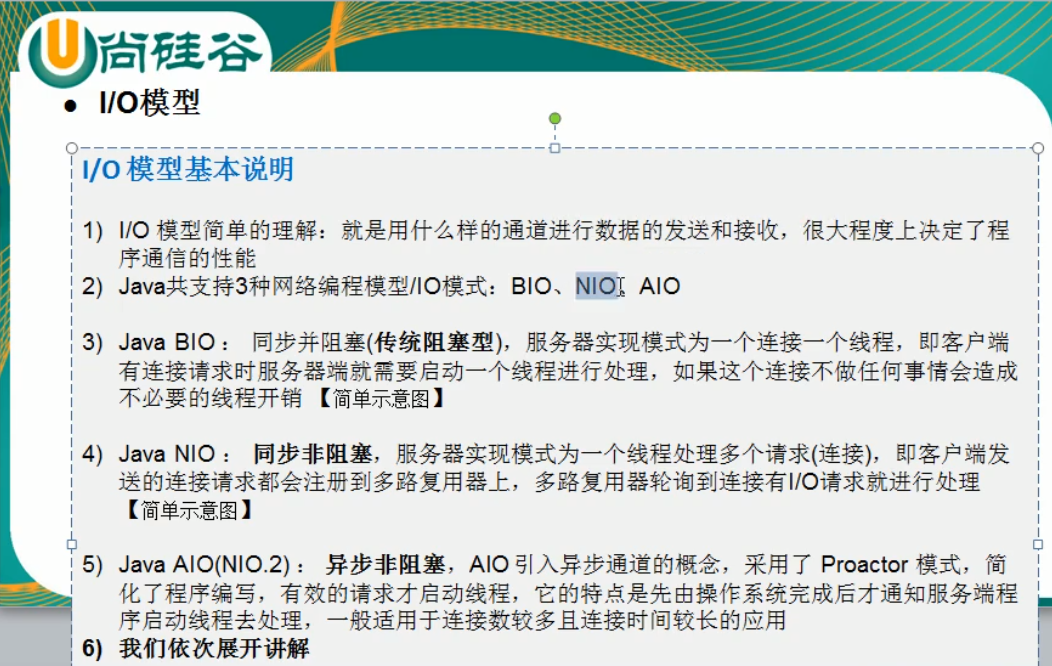 尚硅谷
● I/O模型
I/O 模型基本说明
1) I/O 模型简单的理解：就是用什么样的通道进行数据的发送和接收，很大程度上决定了程
序通信的性能
2) Java共支持3种网络编程模型/IO模式：BIO、NIO、AIO
3) Java BIO： 同步并阻塞(传统阻塞型)，服务器实现模式为一个连接一个线程，即客户端
有连接请求时服务器端就需要启动一个线程进行处理，如果这个连接不做任何事情会造成
不必要的线程开销 【简单示意图】
4) Java NIO： 同步非阻塞，服务器实现模式为一个线程处理多个请求(连接)，即客户端发
送的连接请求都会注册到多路复用器上，多路复用器轮询到连接有I/O请求就进行处理
【简单示意图】
5) Java AIO(NIO.2)： 异步非阻塞，AIO 引入异步通道的概念，采用了 Proactor 模式，简
化了程序编写，有效的请求才启动线程，它的特点是先由操作系统完成后才通知服务端程
序启动线程去处理，一般适用于连接数较多且连接时间较长的应用
6) 我们依次展开讲解